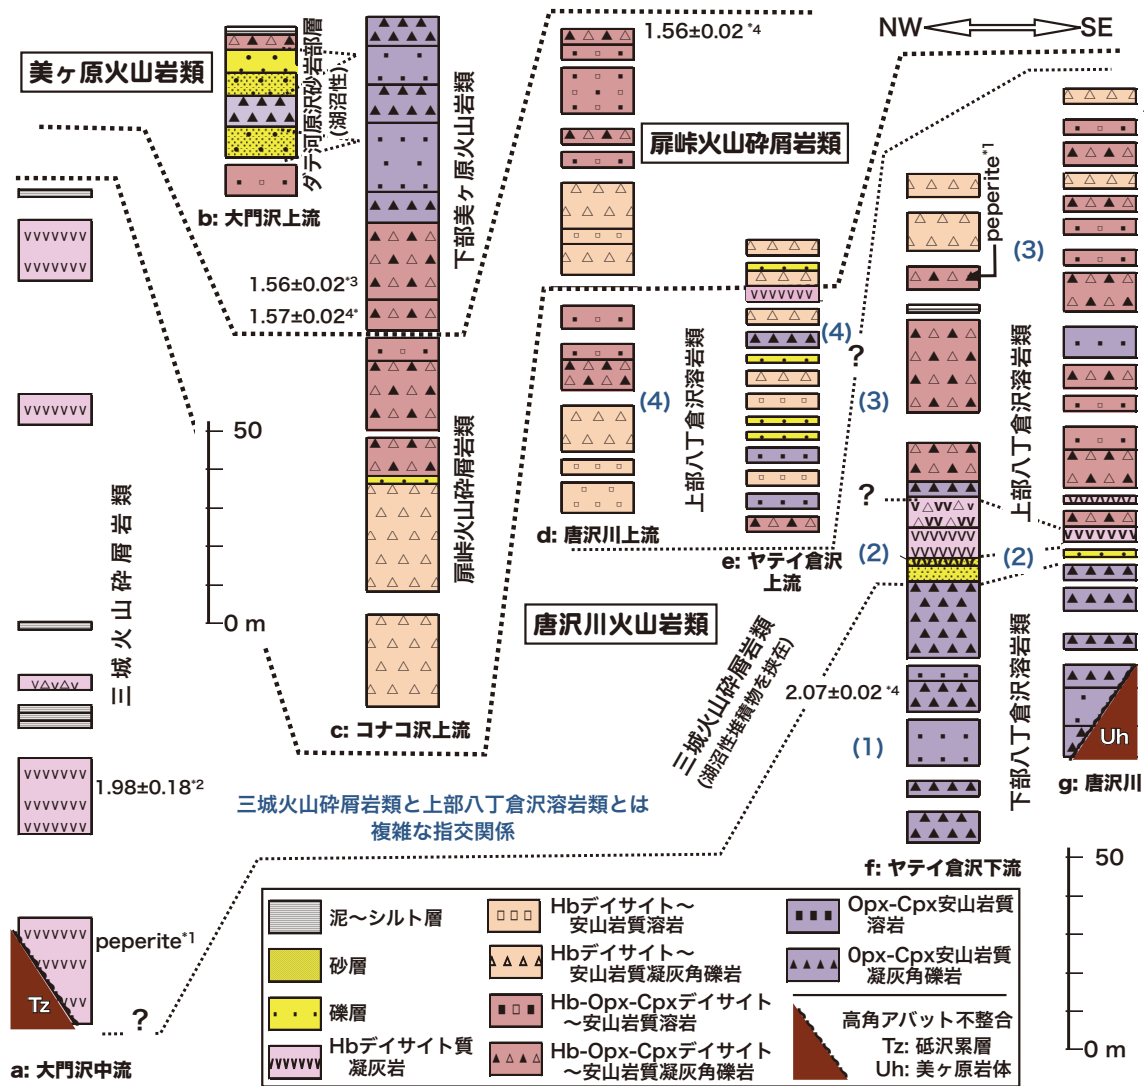 NW SE
美ヶ原火山岩類
ダテ河原沢砂岩部層
(湖沼性)
b: 大門沢上流
下部美ヶ原火山岩類
1.56±0.02*3
1.57±0.024*
扉峠火山砕屑岩類
c: コナコ沢上流
1.56±0.02 *4
扉峠火山砕屑岩類
(4)
d: 唐沢川上流
上部八丁倉沢溶岩類
(4)
?
e: ヤテイ倉沢
上流
唐沢川火山岩類
三城火山砕屑岩類
50
0 m
1.98±0.18*2
peperite*1
Tz
?
a: 大門沢中流
三城火山砕屑岩類と上部八丁倉沢溶岩類とは
複雑な指交関係
三城火山砕屑岩類
(湖沼性堆積物を挟在)
peperite*1
(3)
(3)
?
(2)
(2)
上部八丁倉沢溶岩類
2.07±0.02 *4
(1)
下部八丁倉沢溶岩類
f: ヤテイ倉沢下流
Uh
g: 唐沢川
50
0 m
泥〜シルト層
砂層
礫層
Hbデイサイト質
凝灰岩
Hbデイサイト〜
安山岩質溶岩
Hbデイサイト〜
安山岩質凝灰角礫岩
Hb-Opx-Cpxデイサイト
〜安山岩質溶岩
Hb-Opx-Cpxデイサイト
〜安山岩質凝灰角礫岩
Opx-Cpx安山岩質
溶岩
Opx-Cpx安山岩質
凝灰角礫岩
高角アバット不整合
Tz: 砥沢累層
Uh: 美ヶ原岩体